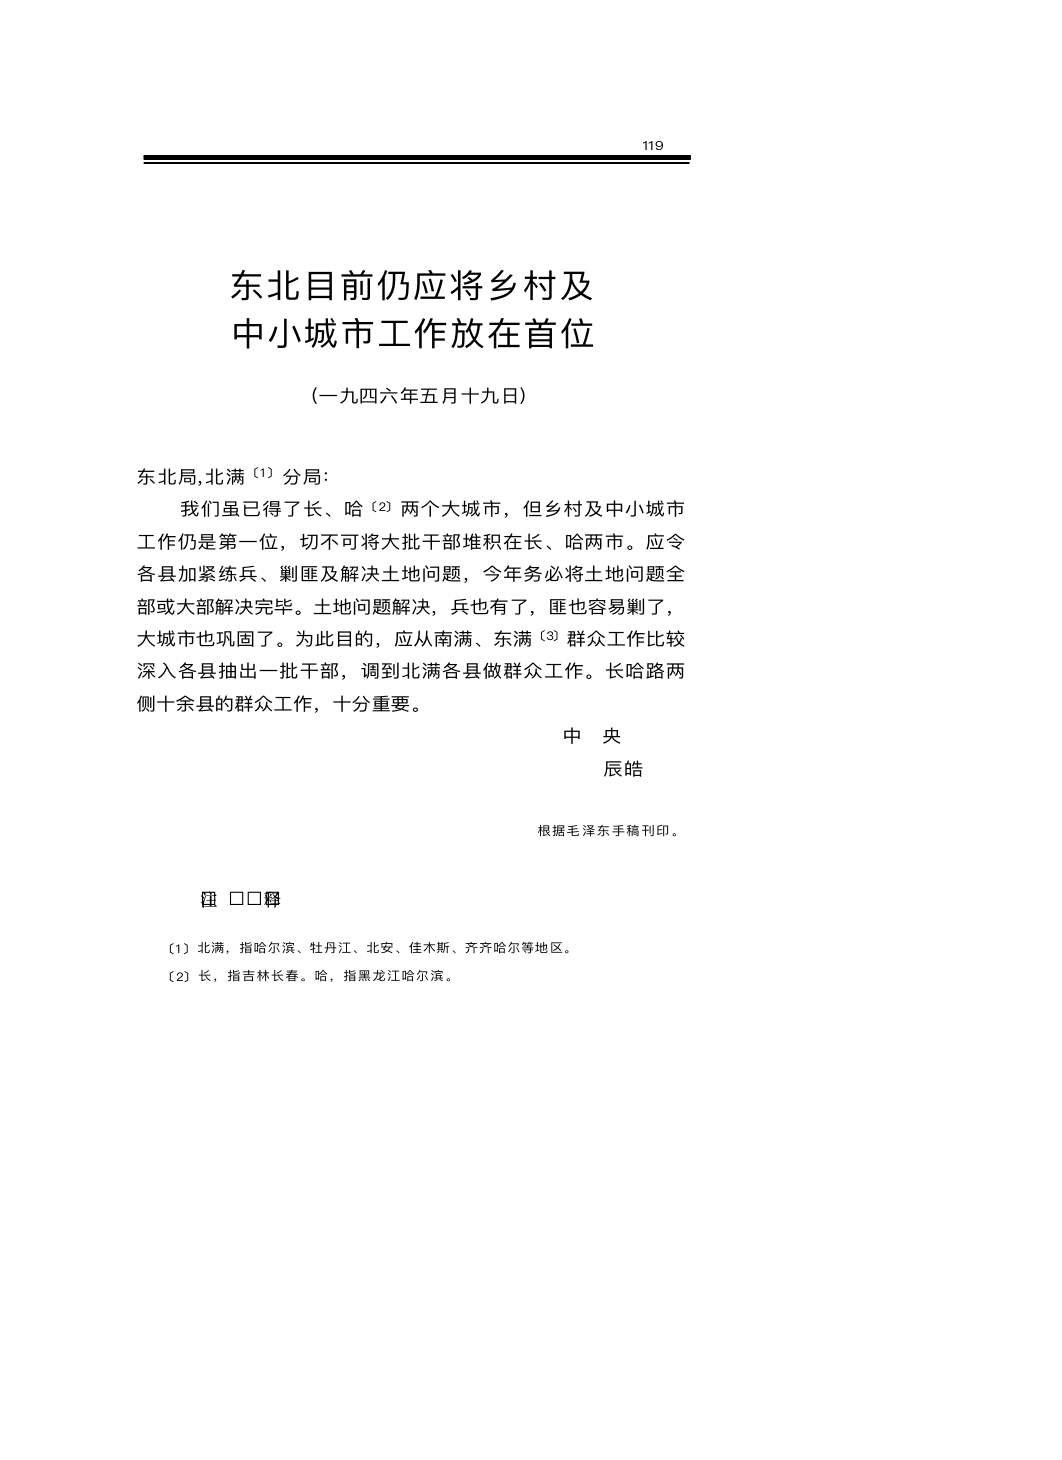 119
东北目前仍应将乡村及
中小城市工作放在首位
(一九四六年五月十九日)
东北局,北满〔1〕分局:
我们虽已得了长、哈〔2〕两个大城市，但乡村及中小城市
工作仍是第一位，切不可将大批干部堆积在长、哈两市。应令
各县加紧练兵、剿匪及解决土地问题，今年务必将土地问题全
部或大部解决完毕。土地问题解决，兵也有了，匪也容易剿了，
大城市也巩固了。为此目的，应从南满、东满〔3〕群众工作比较
深入各县抽出一批干部，调到北满各县做群众工作。长哈路两
侧十余县的群众工作，十分重要。
中　央
辰皓
根据毛泽东手稿刊印。
注 □□释
〔1〕北满，指哈尔滨、牡丹江、北安、佳木斯、齐齐哈尔等地区。
〔2〕长，指吉林长春。哈，指黑龙江哈尔滨。